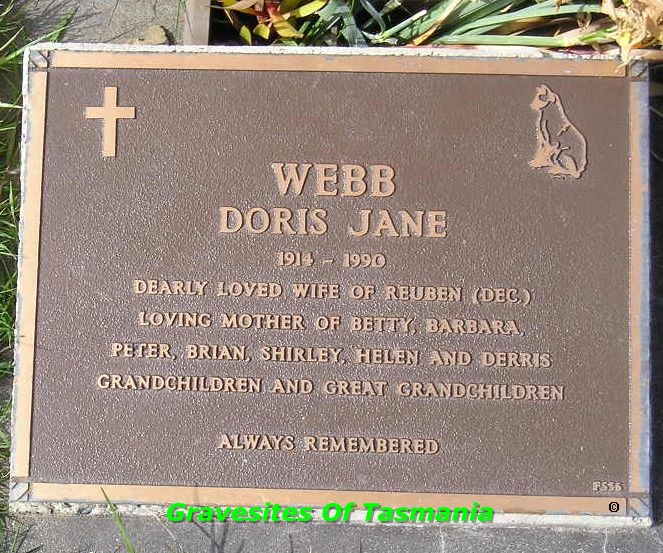 WEBB
DORIS JANE
1914 - 1990
DEARLY LOVED WIFE OF REUBEN (DEC.)
LOVING MOTHER OF BETTY, BARBARA,
PETER, BRIAN, SHIRLEY, HELEN AND DERRIS
GRANDCHILDREN AND GREAT GRANDCHILDREN
ALWAYS REMEMBERED
F536
©
Gravesites Of Tasmania